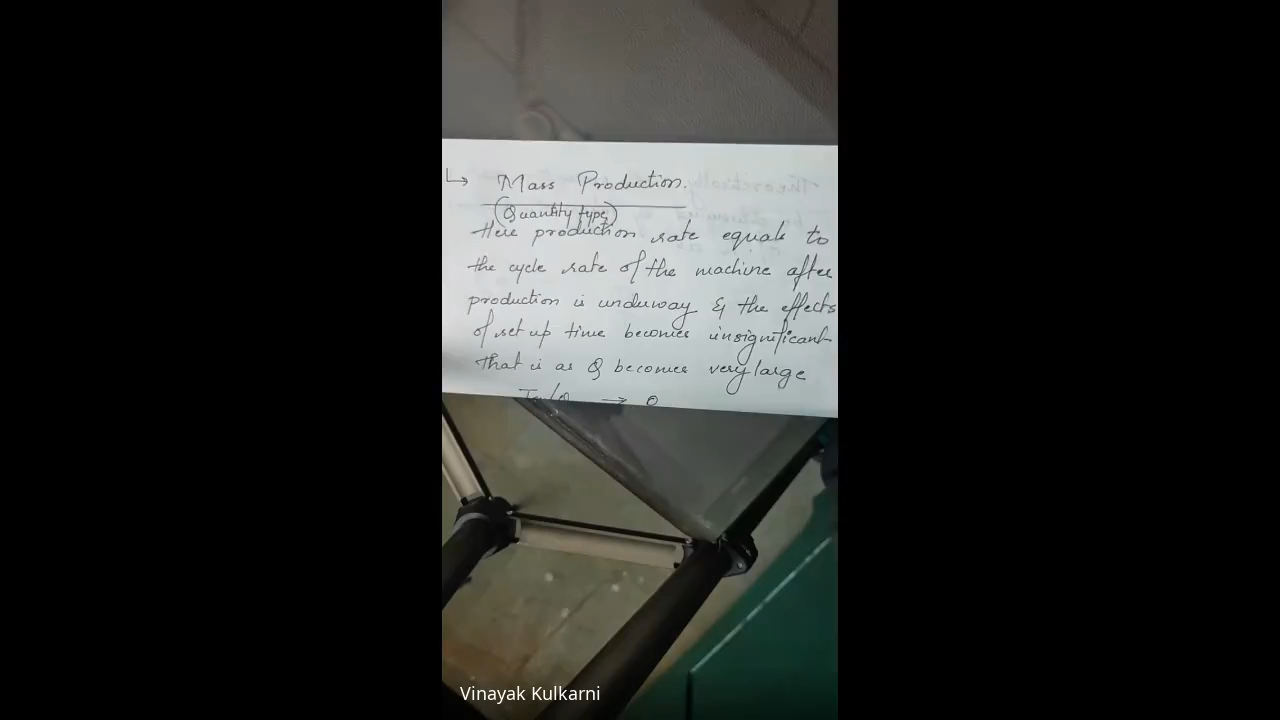 ↳ Mass Production.
(Quantity type)
Here production rate equals to
the cycle rate of the machine after
production is underway & the effects
of set up time becomes insignificant
That is as Q becomes very large
→ 0
Vinayak Kulkarni